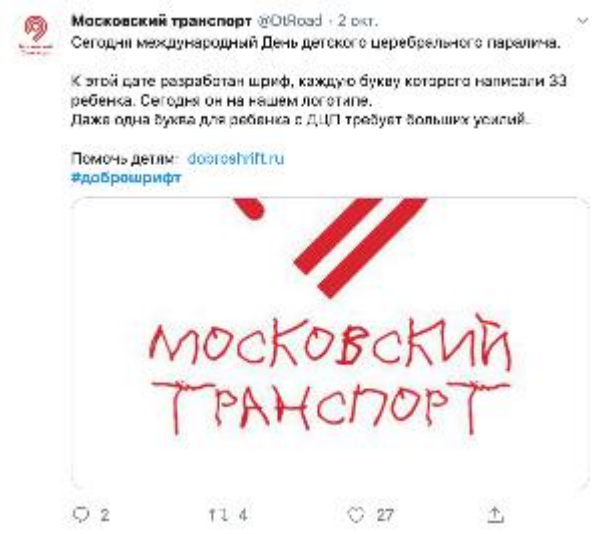 Московский транспорт @DtRoad · 2 окт.
Сегодня международный День детского церебрального паралича.
К этой дате разработан шриф, каждую букву которого написали 33
ребенка. Сегодня он на нашем логотипе.
Даже одна буква для ребенка с ДЦП требует больших усилий.
Помочь детям: dobroshrift.ru
#доброшрифт
МОСКОВСКИЙ
ТРАНСПОРТ
2 4 27